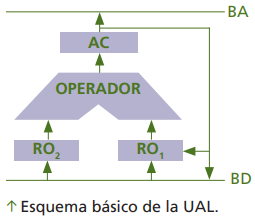 BA
AC
OPERADOR
RO₂ RO₁
BD
↑ Esquema básico de la UAL.